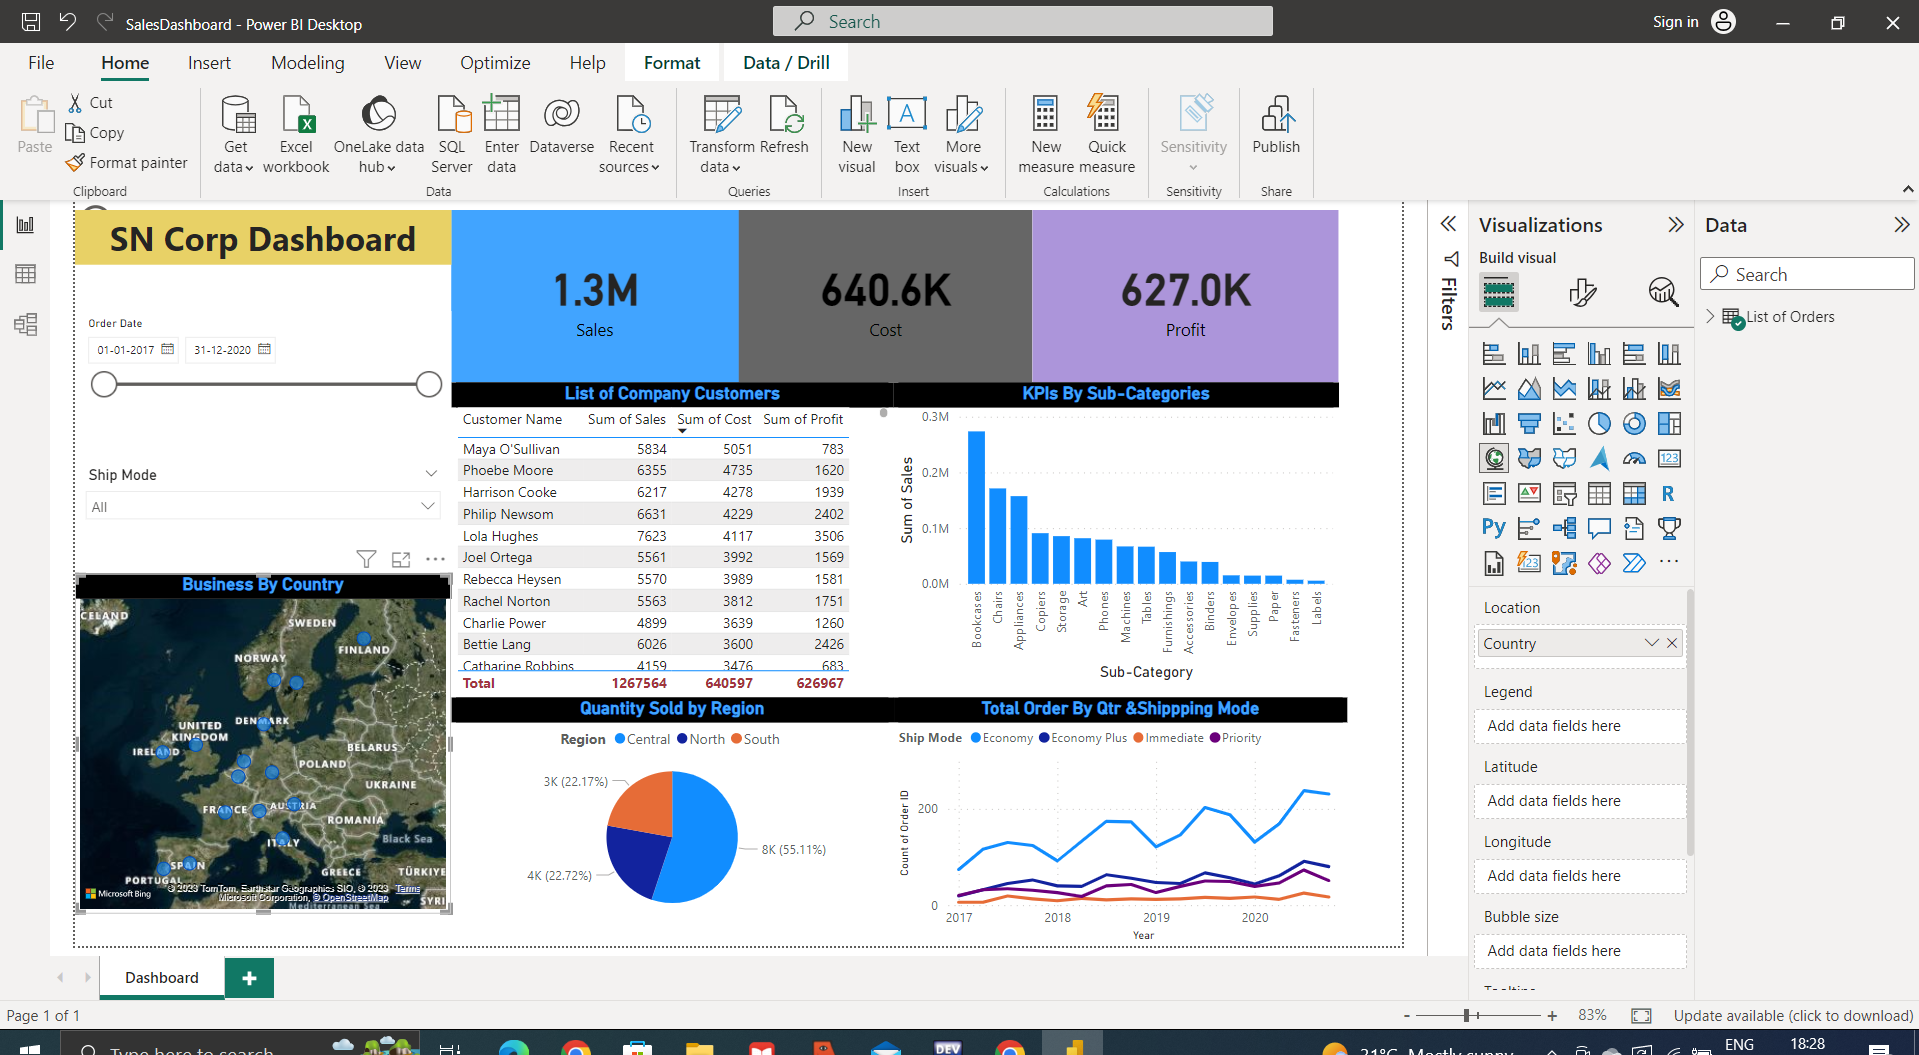 SalesDashboard - Power BI Desktop
Search
Sign in
File Home Insert Modeling View Optimize Help Format Data / Drill
Paste
Cut
Copy
Format painter
Clipboard
Get data
Excel workbook
OneLake data hub
SQL Server
Enter data
Dataverse
Recent sources
Data
Transform data
Refresh
Queries
New visual
Text box
More visuals
Insert
New measure
Quick measure
Calculations
Sensitivity
Sensitivity
Publish
Share
SN Corp Dashboard
Order Date
01-01-2017 31-12-2020
Ship Mode
All
1.3M
Sales
640.6K
Cost
627.0K
Profit
List of Company Customers
Customer Name Sum of Sales Sum of Cost Sum of Profit
Maya O'Sullivan 5834 5051 783
Phoebe Moore 6355 4735 1620
Harrison Cooke 6217 4278 1939
Philip Newsom 6631 4229 2402
Lola Hughes 7623 4117 3506
Joel Ortega 5561 3992 1569
Rebecca Heysen 5570 3989 1581
Rachel Norton 5563 3812 1751
Charlie Power 4899 3639 1260
Bettie Lang 6026 3600 2426
Catharine Robbins 4159 3476 683
Total 1267564 640597 626967
KPIs By Sub-Categories
Sum of Sales
0.3M
0.2M
0.1M
0.0M
Bookcases
Chairs
Appliances
Copiers
Storage
Art
Phones
Machines
Tables
Furnishings
Accessories
Binders
Envelopes
Supplies
Paper
Fasteners
Labels
Sub-Category
Business By Country
CELAND
SWEDEN
FINLAND
NORWAY
UNITED KINGDOM
DENMARK
IRELAND
BELARUS
POLAND
UKRAINE
FRANCE
AUSTRIA
ROMANIA
ITALY
Black Sea
SPAIN
PORTUGAL
GREECE
TÜRKIYE
SYRI
Mediterranean Sea
Microsoft Bing
© 2023 TomTom, Earthstar Geographics SIO, © 2023 Microsoft Corporation, © OpenStreetMap Terms
Quantity Sold by Region
Region Central North South
3K (22.17%)
8K (55.11%)
4K (22.72%)
Total Order By Qtr &Shippping Mode
Ship Mode Economy Economy Plus Immediate Priority
Count of Order ID
200
0
2017 2018 2019 2020
Year
Filters
Visualizations
Build visual
123
R
Py
123
Location
Country
Legend
Add data fields here
Latitude
Add data fields here
Longitude
Add data fields here
Bubble size
Add data fields here
Tooltips
Data
Search
List of Orders
Dashboard
Page 1 of 1
83%
Update available (click to download)
Type here to search
DEV
31°C Mostly sunny
ENG
18:28